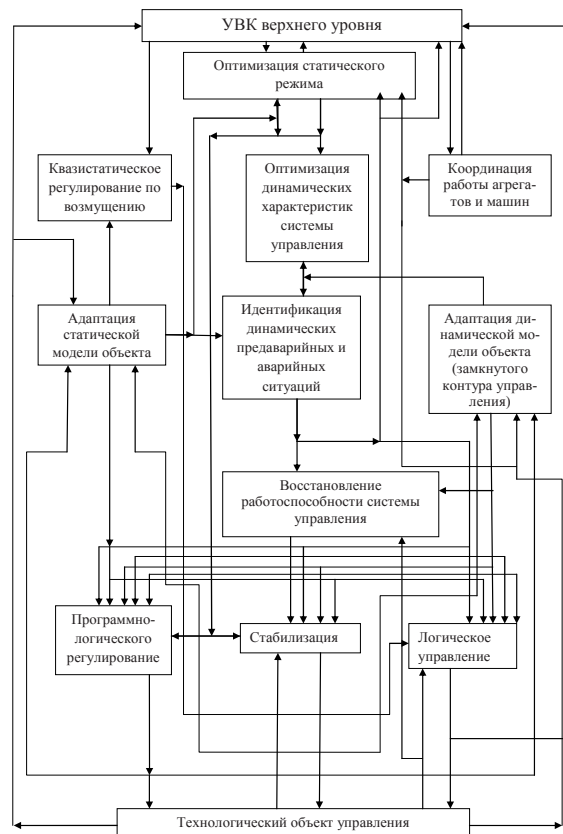 УВК верхнего уровня
Оптимизация статического
режима
Квазистатическое
регулирование по
возмущению
Оптимизация
динамических
характеристик
системы
управления
Координация
работы агрега-
тов и машин
Адаптация
статической
модели объекта
Идентификация
динамических
предаварийных и
аварийных
ситуаций
Адаптация ди-
намической мо-
дели объекта
(замкнутого
контура управ-
ления)
Восстановление
работоспособности системы
управления
Программно-
логического
регулирование
Стабилизация
Логическое
управление
Технологический объект управления